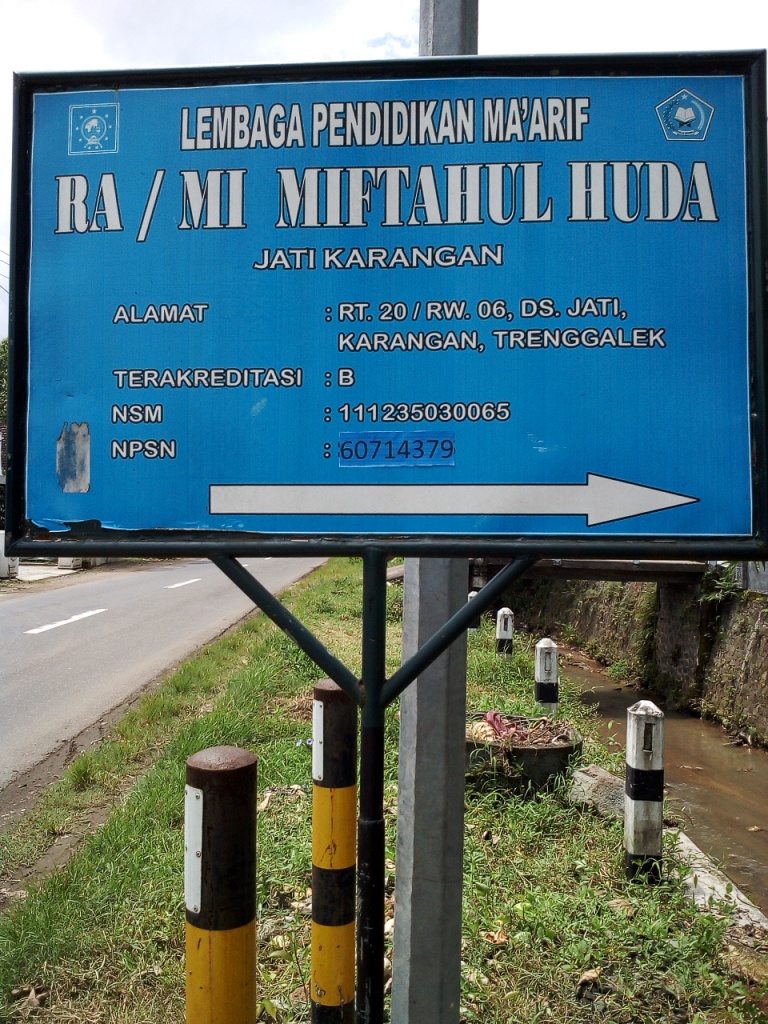 LEMBAGA PENDIDIKAN MA'ARIF
RA / MI MIFTAHUL HUDA
JATI KARANGAN
ALAMAT : RT. 20 / RW. 06, DS. JATI,
KARANGAN, TRENGGALEK
TERAKREDITASI : B
NSM : 111235030065
NPSN : 60714379